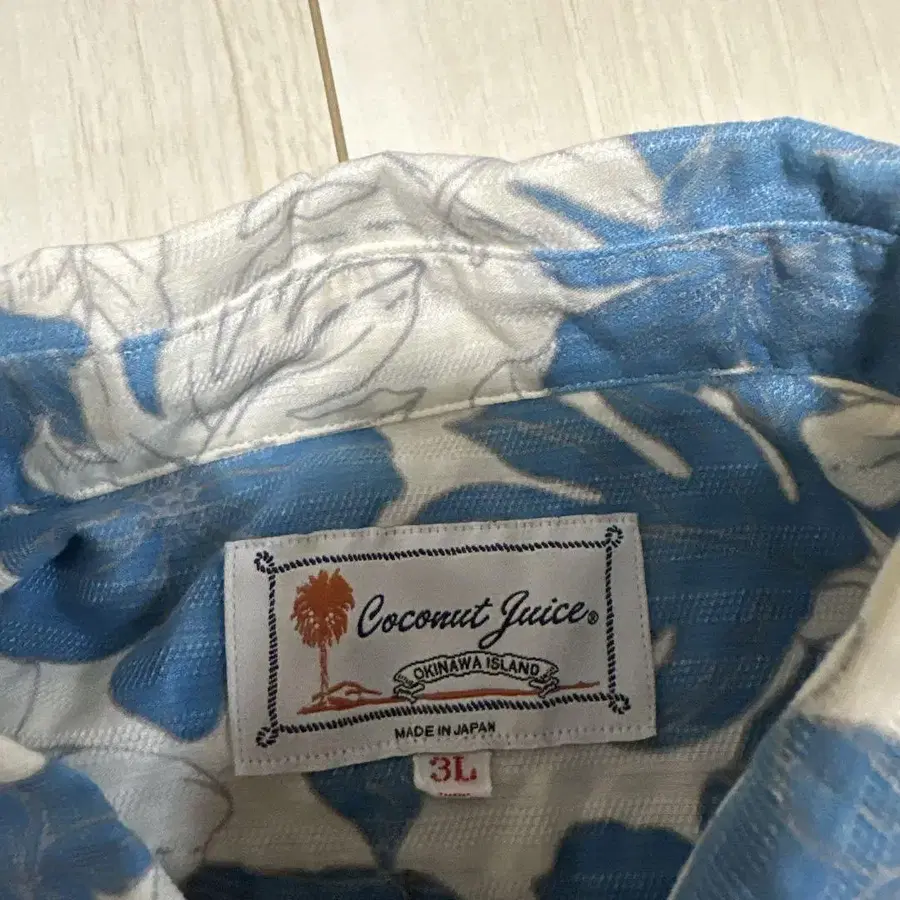 Coconut Juice®
OKINAWA ISLAND
MADE IN JAPAN
3L